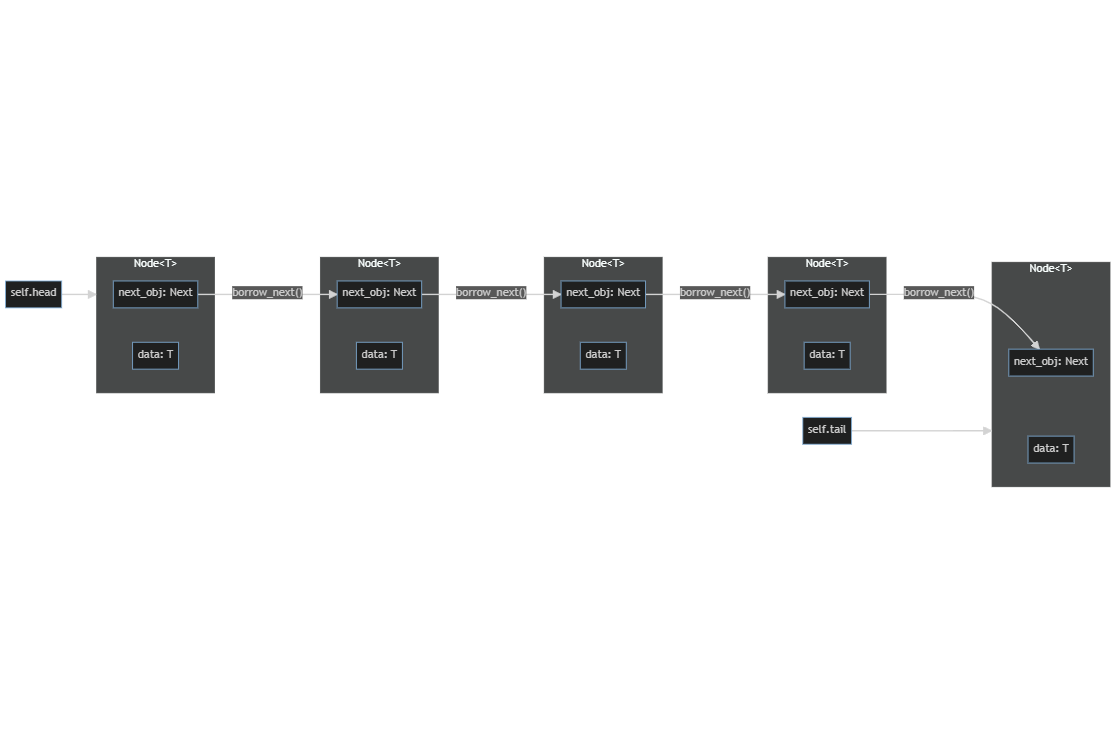 self.head
Node<T>
next_obj: Next
data: T
borrow_next()
Node<T>
next_obj: Next
data: T
borrow_next()
Node<T>
next_obj: Next
data: T
borrow_next()
Node<T>
next_obj: Next
data: T
borrow_next()
self.tail
Node<T>
next_obj: Next
data: T